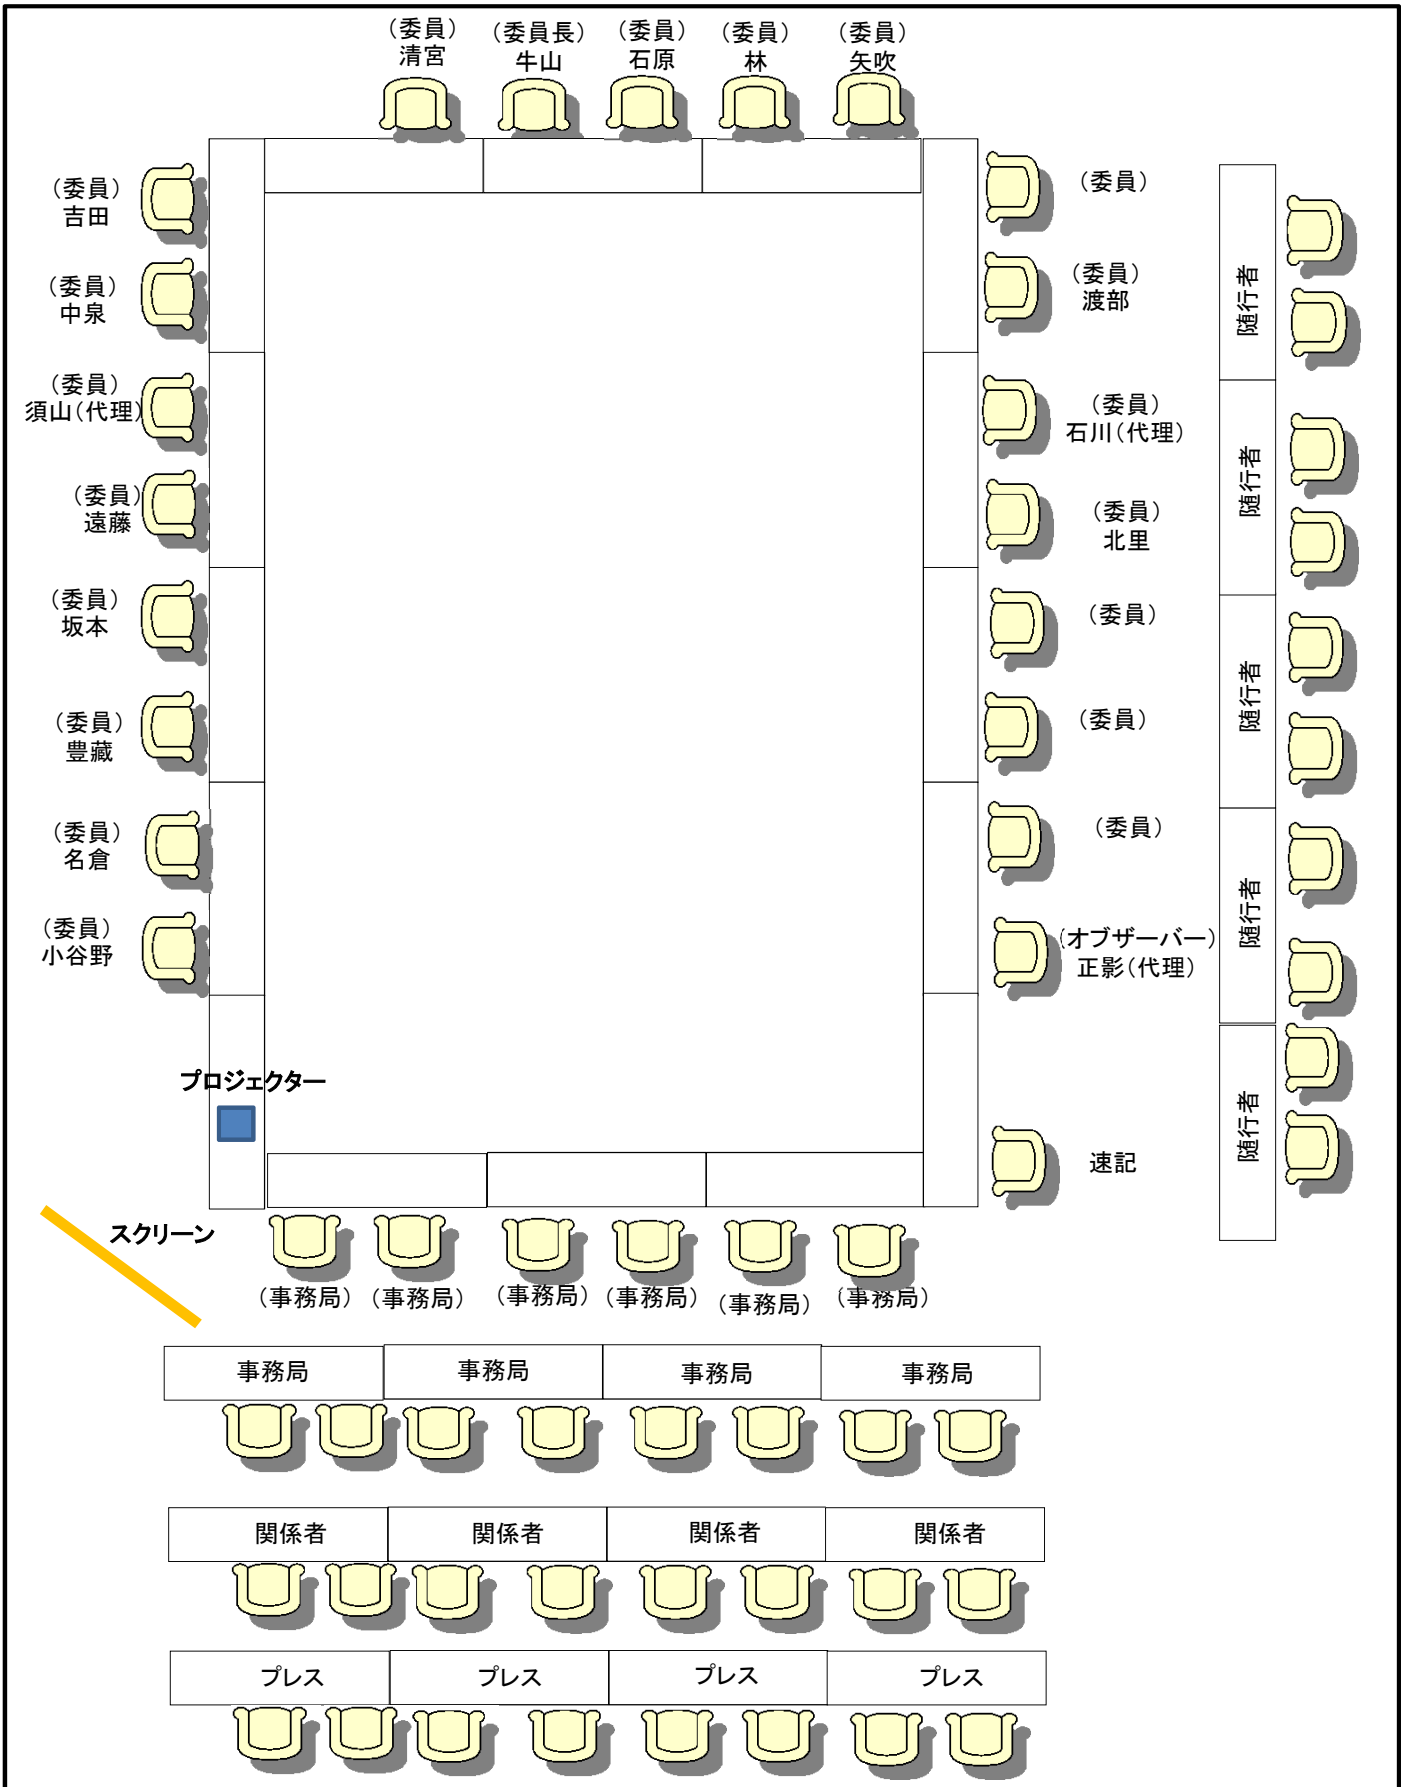 （委員）
清宮
（委員長）
牛山
（委員）
石原
（委員）
林
（委員）
矢吹
（委員）
吉田
（委員）
中泉
（委員）
須山（代理）
（委員）
遠藤
（委員）
坂本
（委員）
豊藏
（委員）
名倉
（委員）
小谷野
（委員）
（委員）
渡部
（委員）
石川（代理）
（委員）
北里
（委員）
（委員）
（委員）
（オブザーバー）
正影（代理）
速記
随行者
随行者
随行者
随行者
随行者
プロジェクター
スクリーン
（事務局）
（事務局）
（事務局）
（事務局）
（事務局）
（事務局）
事務局
事務局
事務局
事務局
関係者
関係者
関係者
関係者
プレス
プレス
プレス
プレス